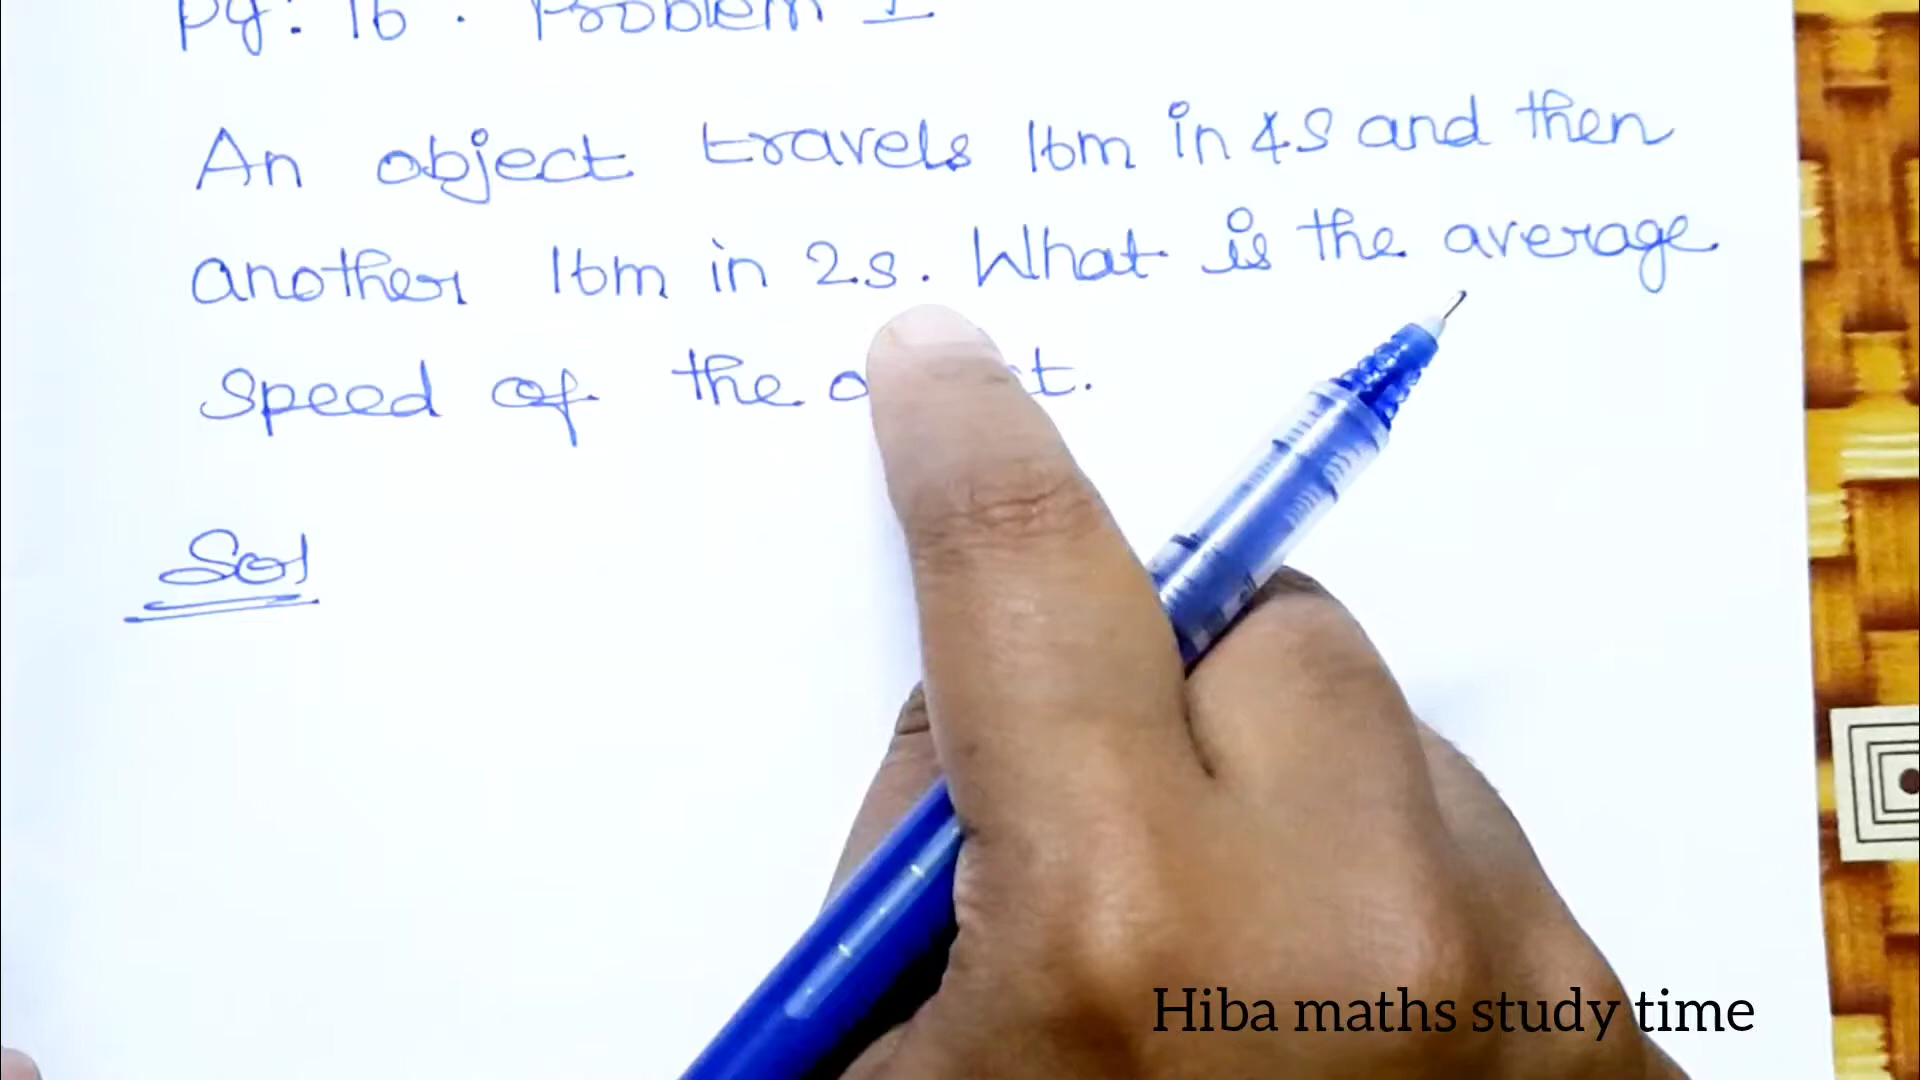 Pg: 16. Problem 1
An object travels 16m in 4s and then
another 16m in 2s. What is the average
speed of the
Sol
Hiba maths study time